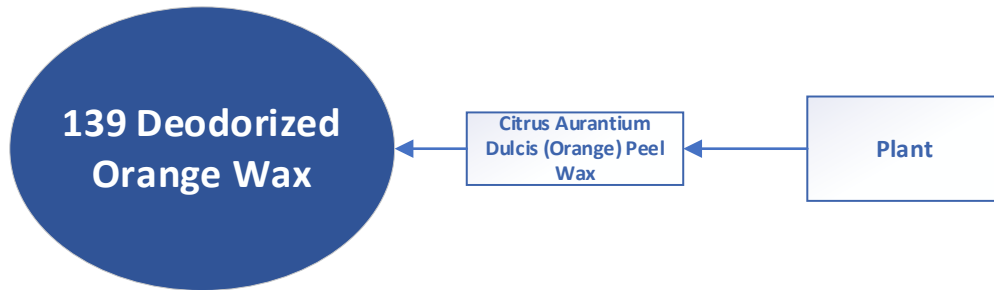 139 Deodorized
Orange Wax
Citrus Aurantium
Dulcis (Orange) Peel
Wax
Plant